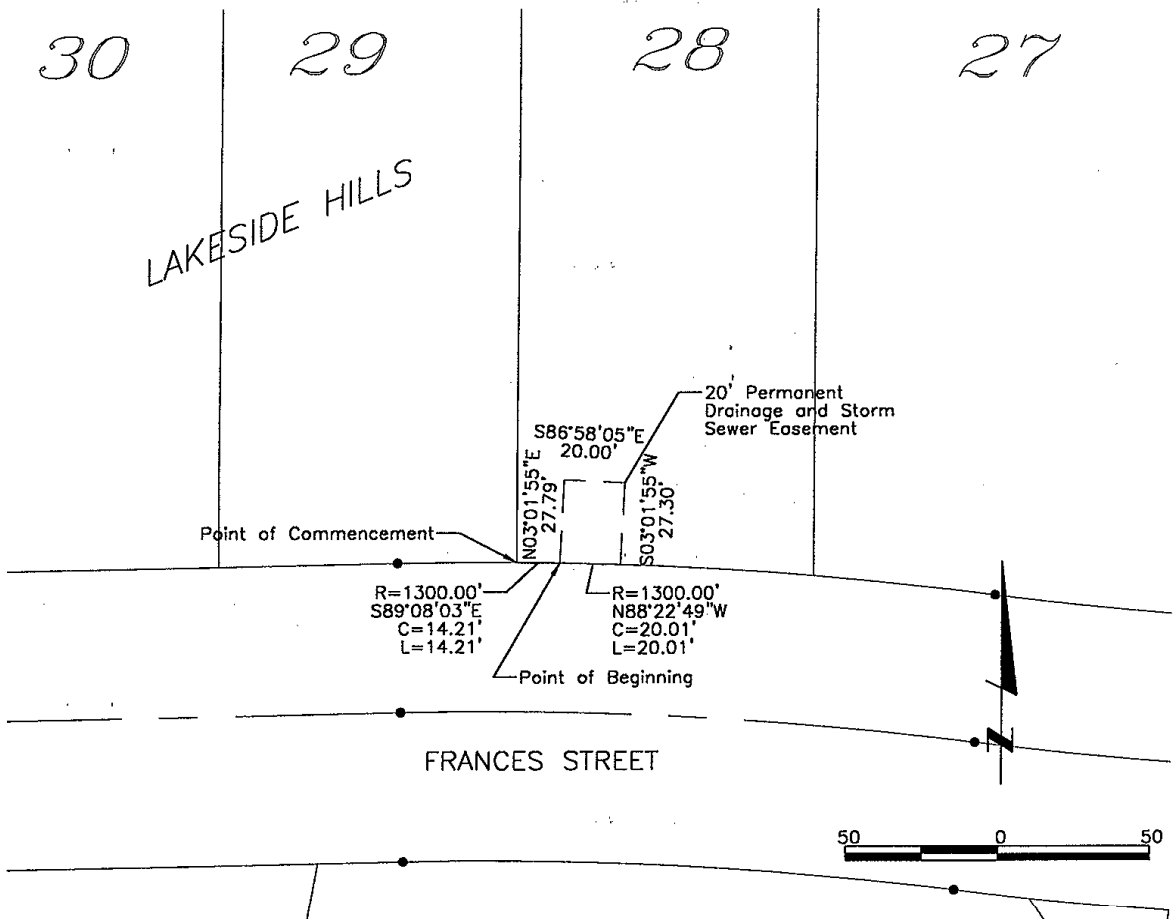 30
29
28
27
LAKESIDE HILLS
20' Permanent
Drainage and Storm
Sewer Easement
S86°58'05"E
20.00'
N03°01'55"E
27.79'
S03°01'55"W
27.30'
Point of Commencement
R=1300.00'
S89°08'03"E
C=14.21'
L=14.21'
R=1300.00'
N88°22'49"W
C=20.01'
L=20.01'
Point of Beginning
N
FRANCES STREET
50 0 50